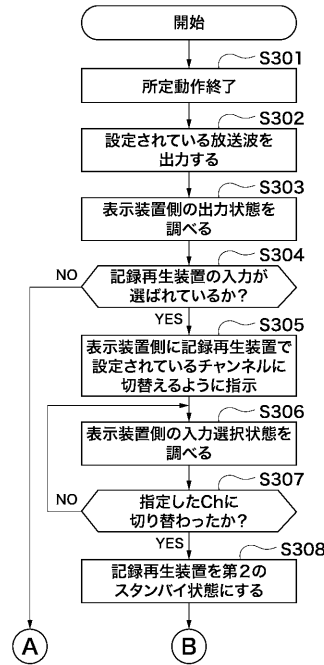 開始
S301
所定動作終了
S302
設定されている放送波を
出力する
S303
表示装置側の出力状態を
調べる
S304
記録再生装置の入力が
選ばれているか?
NO
YES
S305
表示装置側に記録再生装置で
設定されているチャンネルに
切替えるように指示
S306
表示装置側の入力選択状態を
調べる
S307
指定したChに
切り替わったか?
NO
YES
S308
記録再生装置を第2の
スタンバイ状態にする
A
B